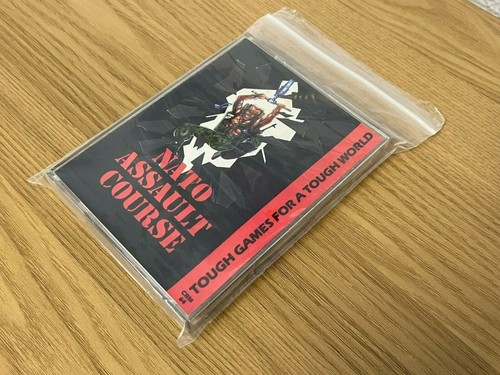 NATO
ASSAULT
COURSE
TOUGH GAMES FOR A TOUGH WORLD